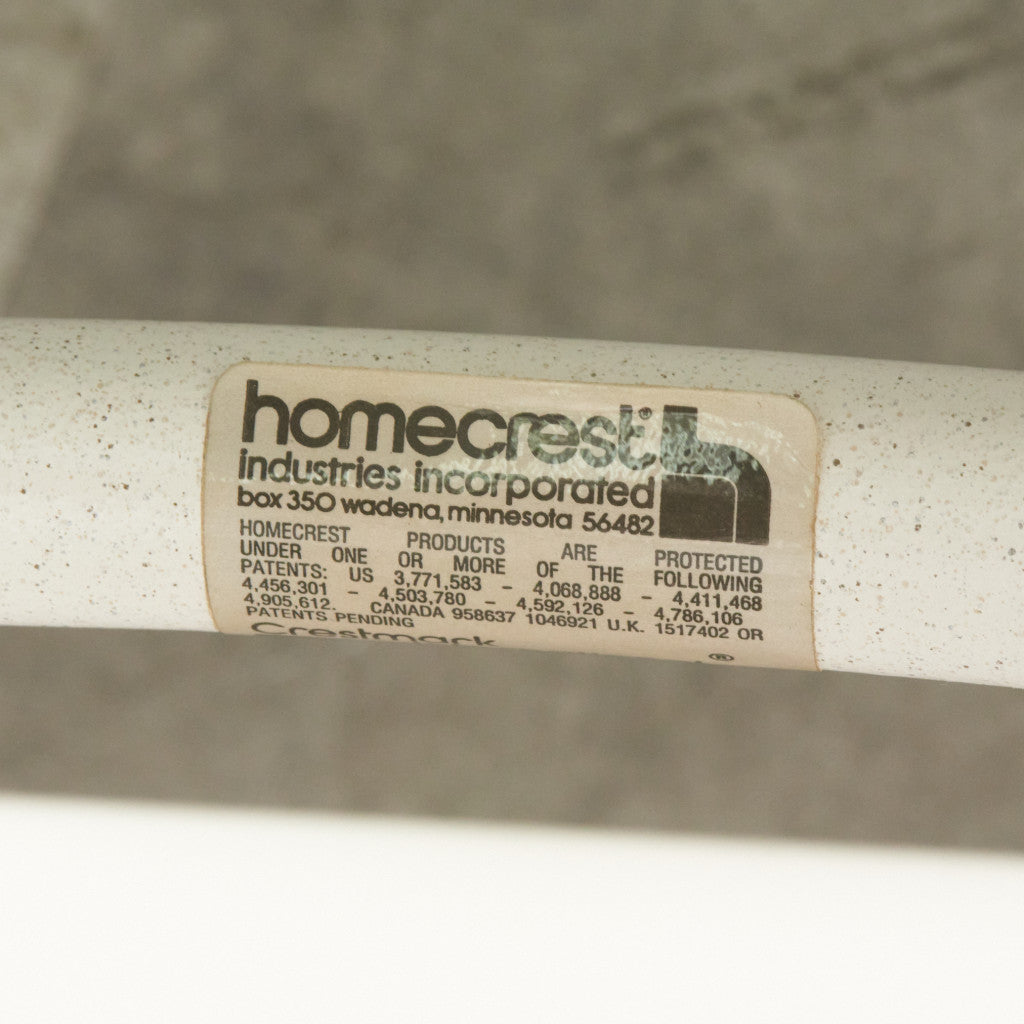 homecrest®
industries incorporated
box 350 wadena, minnesota 56482
HOMECREST PRODUCTS ARE PROTECTED
UNDER ONE OR MORE OF THE FOLLOWING
PATENTS: US 3,771,583 - 4,068,888 - 4,411,468
4,456,301 - 4,503,780 - 4,592,126 - 4,786,106
4,905,612. CANADA 958637 1046921 U.K. 1517402 OR
PATENTS PENDING
Crestmark ®